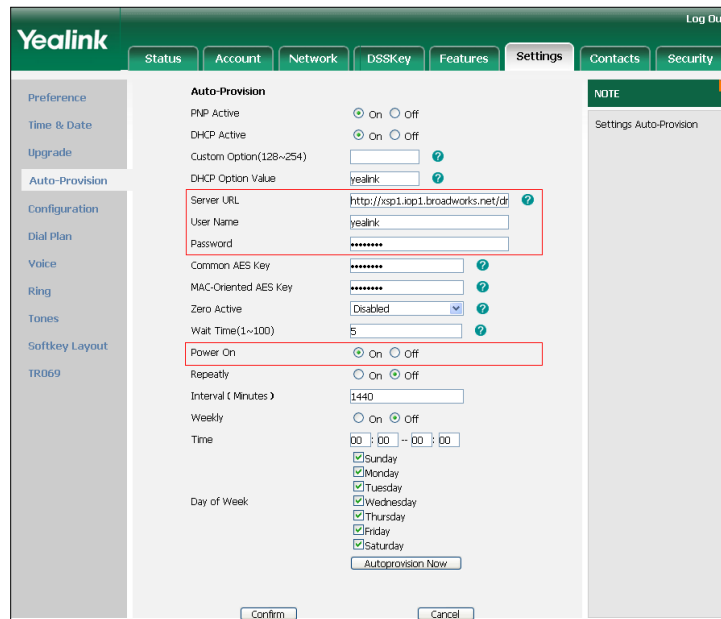 Log Ou
Yealink
Status Account Network DSSKey Features Settings Contacts Security
Preference
Time & Date
Upgrade
Auto-Provision
Configuration
Dial Plan
Voice
Ring
Tones
Softkey Layout
TR069
Auto-Provision
PNP Active On Off
DHCP Active On Off
Custom Option(128~254) ?
DHCP Option Value yealink ?
Server URL http://xsp1.iop1.broadworks.net/dr ?
User Name yealink
Password ••••••••
Common AES Key •••••••• ?
MAC-Oriented AES Key •••••••• ?
Zero Active Disabled ?
Wait Time(1~100) 5 ?
Power On On Off
Repeatly On Off
Interval(Minutes) 1440
Weekly On Off
Time 00 : 00 -- 00 : 00
Day of Week
Sunday
Monday
Tuesday
Wednesday
Thursday
Friday
Saturday
Autoprovision Now
Confirm Cancel
NOTE
Settings Auto-Provision